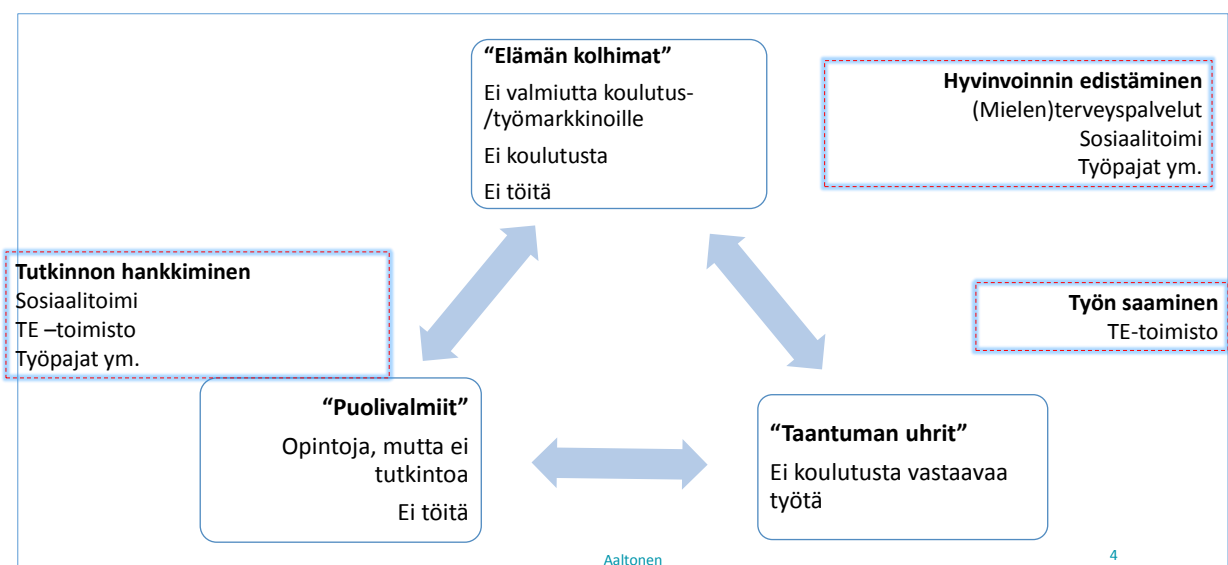 “Elämän kolhimat”
Ei valmiutta koulutus-
/työmarkkinoille
Ei koulutusta
Ei töitä
Hyvinvoinnin edistäminen
(Mielen)terveyspalvelut
Sosiaalitoimi
Työpajat ym.
Tutkinnon hankkiminen
Sosiaalitoimi
TE –toimisto
Työpajat ym.
Työn saaminen
TE-toimisto
“Puolivalmiit”
Opintoja, mutta ei
tutkintoa
Ei töitä
“Taantuman uhrit”
Ei koulutusta vastaavaa
työtä
Aaltonen
4